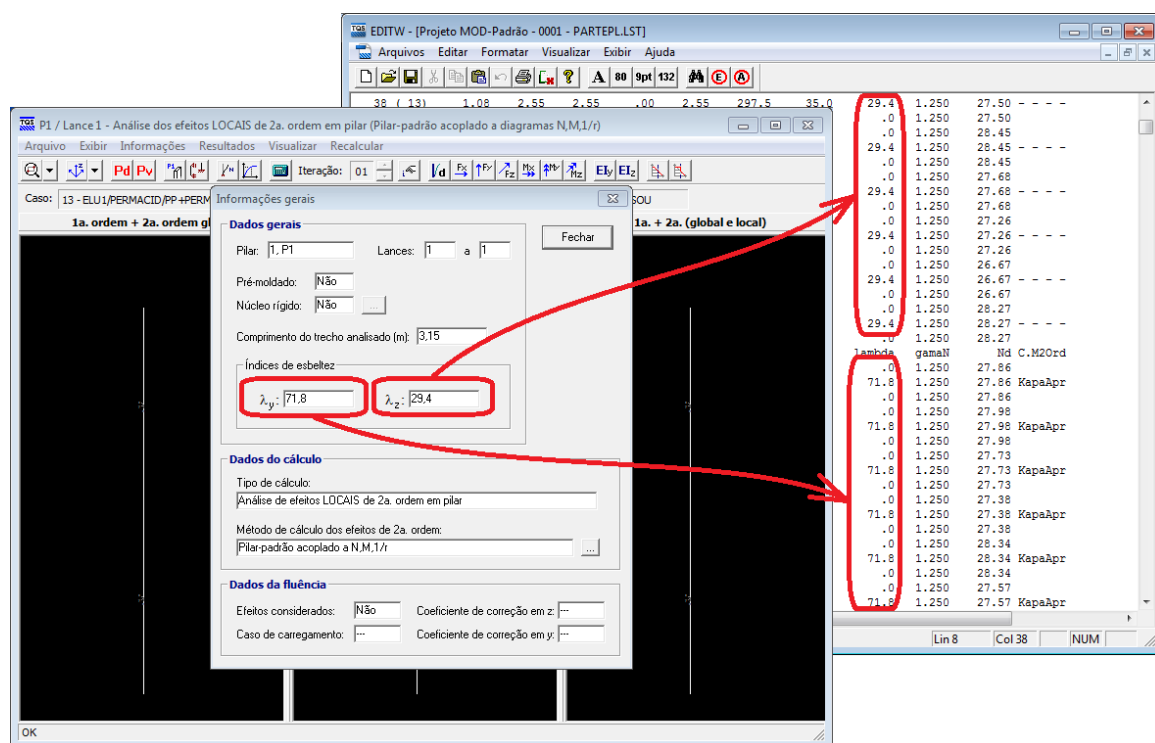 EDITW - [Projeto MOD-Padrão - 0001 - PARTEPL.LST]
Arquivos Editar Formatar Visualizar Exibir Ajuda
A 80 9pt 132 E A
38 ( 13) 1.08 2.55 2.55 .00 2.55 297.5 35.0 29.4 1.250 27.50 - - - -
.0 1.250 27.50
.0 1.250 28.45
29.4 1.250 28.45 - - - -
.0 1.250 28.45
.0 1.250 27.68
29.4 1.250 27.68 - - - -
.0 1.250 27.68
.0 1.250 27.26
29.4 1.250 27.26 - - - -
.0 1.250 27.26
.0 1.250 26.67
29.4 1.250 26.67 - - - -
.0 1.250 26.67
.0 1.250 28.27
29.4 1.250 28.27 - - - -
.0 1.250 28.27
lambda gamaN Nd C.M2Ord
.0 1.250 27.86
71.8 1.250 27.86 KapaApr
.0 1.250 27.86
.0 1.250 27.98
71.8 1.250 27.98 KapaApr
.0 1.250 27.98
.0 1.250 27.73
71.8 1.250 27.73 KapaApr
.0 1.250 27.73
.0 1.250 27.38
71.8 1.250 27.38 KapaApr
.0 1.250 27.38
.0 1.250 28.34
71.8 1.250 28.34 KapaApr
.0 1.250 28.34
.0 1.250 27.57
71.8 1.250 27.57 KapaApr
Lin 8 Col 38 NUM
P1 / Lance 1 - Análise dos efeitos LOCAIS de 2a. ordem em pilar (Pilar-padrão acoplado a diagramas N,M,1/r)
Arquivo Exibir Informações Resultados Visualizar Recalcular
Pd Pv Iteração: 01 Fx Fy Fz Mx My Mz EIy EIz
Caso: 13 - ELU1/PERMACID/PP+PERM
SOU
1a. ordem + 2a. ordem gl
1a. + 2a. (global e local)
Informações gerais
Dados gerais
Fechar
Pilar: 1, P1 Lances: 1 a 1
Pré-moldado: Não
Núcleo rígido: Não ...
Comprimento do trecho analisado (m): 3,15
Índices de esbeltez
λy: 71,8 λz: 29,4
Dados do cálculo
Tipo de cálculo:
Análise de efeitos LOCAIS de 2a. ordem em pilar
Método de cálculo dos efeitos de 2a. ordem:
Pilar-padrão acoplado a N,M,1/r ...
Dados da fluência
Efeitos considerados: Não Coeficiente de correção em z: ---
Caso de carregamento: --- Coeficiente de correção em y: ---
OK